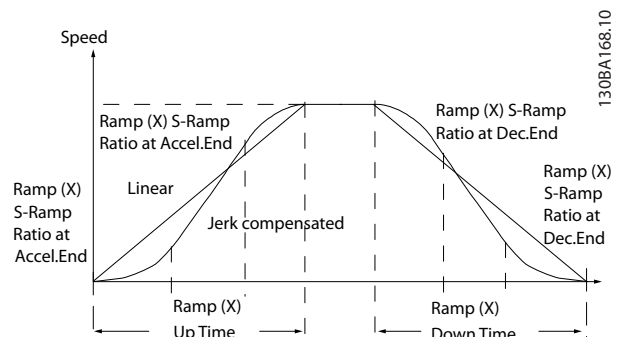 Speed
130BA168.10
Ramp (X) S-Ramp
Ratio at Accel.End
Ramp (X) S-Ramp
Ratio at Dec.End
Ramp (X)
S-Ramp
Ratio at
Accel.End
Linear
Jerk compensated
Ramp (X)
S-Ramp
Ratio at
Dec.End
Ramp (X)
Up Time
Ramp (X)
Down Time